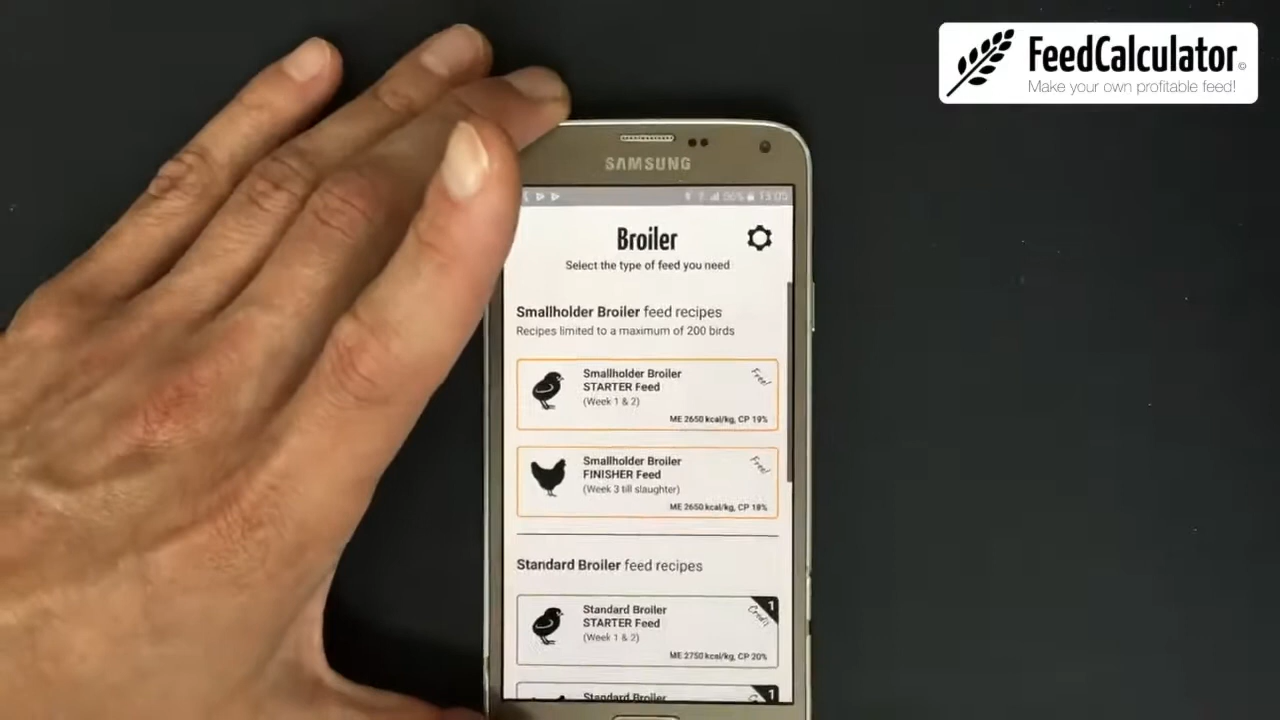 FeedCalculator©
Make your own profitable feed!
SAMSUNG
96% 13:05
Broiler
Select the type of feed you need
Smallholder Broiler feed recipes
Recipes limited to a maximum of 200 birds
Smallholder Broiler
STARTER Feed
(Week 1 & 2)
Free!
ME 2650 kcal/kg, CP 19%
Smallholder Broiler
FINISHER Feed
(Week 3 till slaughter)
Free!
ME 2650 kcal/kg, CP 18%
Standard Broiler feed recipes
Standard Broiler
STARTER Feed
(Week 1 & 2)
1
Credit
ME 2750 kcal/kg, CP 20%
Standard Broiler
1